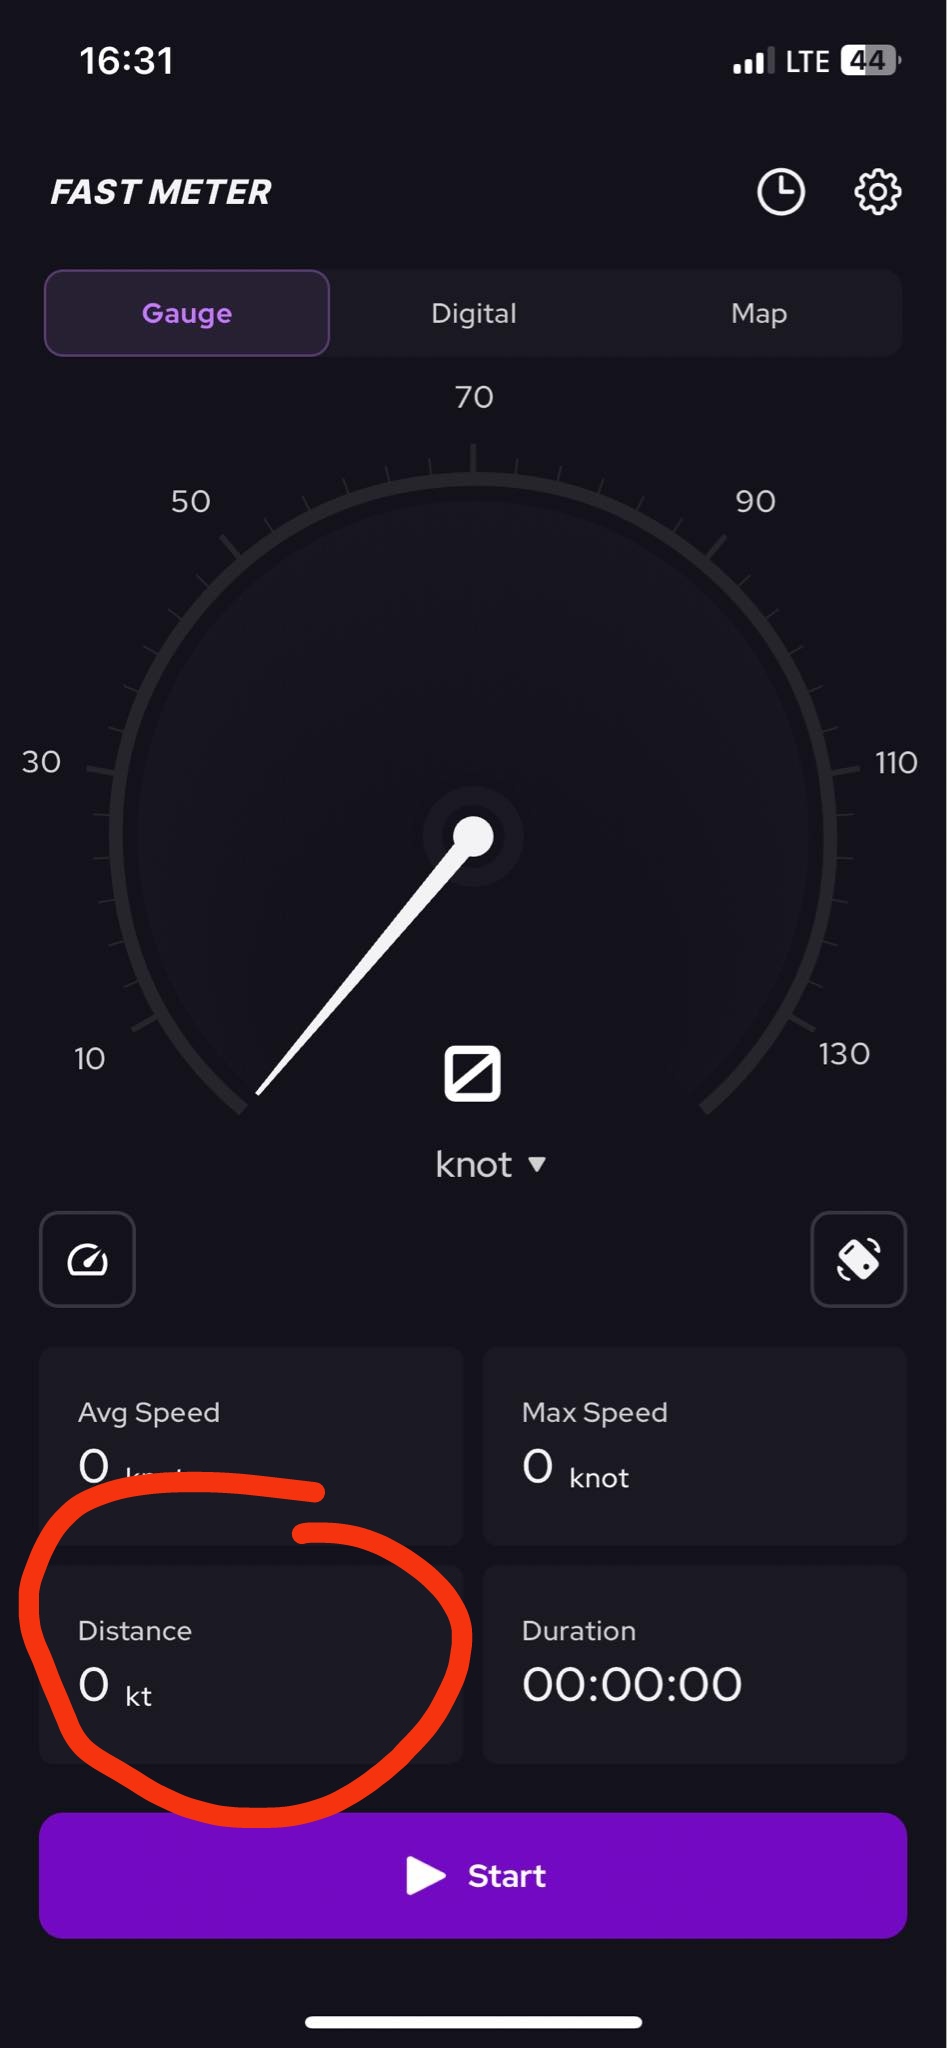 16:31 LTE 44
FAST METER
Gauge Digital Map
70
50 90
30 110
10 130
0
knot
Avg Speed Max Speed
0 0 knot
Distance Duration
0 kt 00:00:00
Start